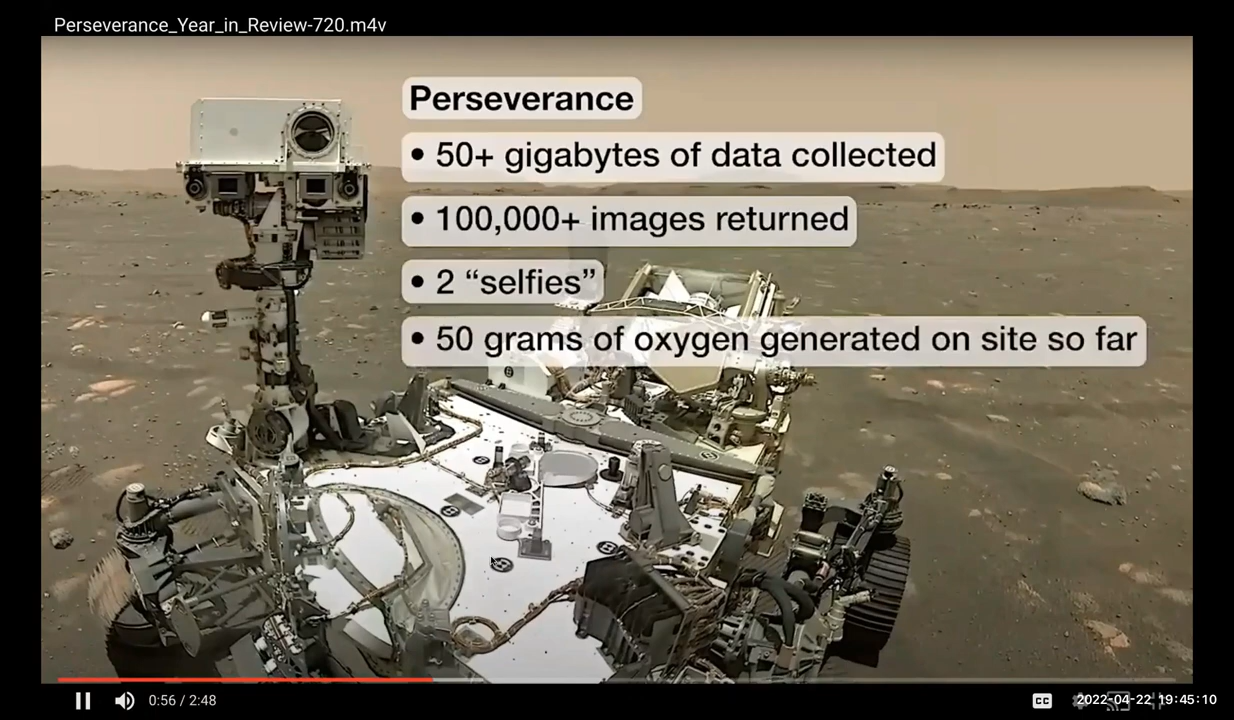 Perseverance_Year_in_Review-720.m4v
Perseverance
• 50+ gigabytes of data collected
• 100,000+ images returned
• 2 “selfies”
• 50 grams of oxygen generated on site so far
0:56 / 2:48
CC
2022-04-22 19:45:10